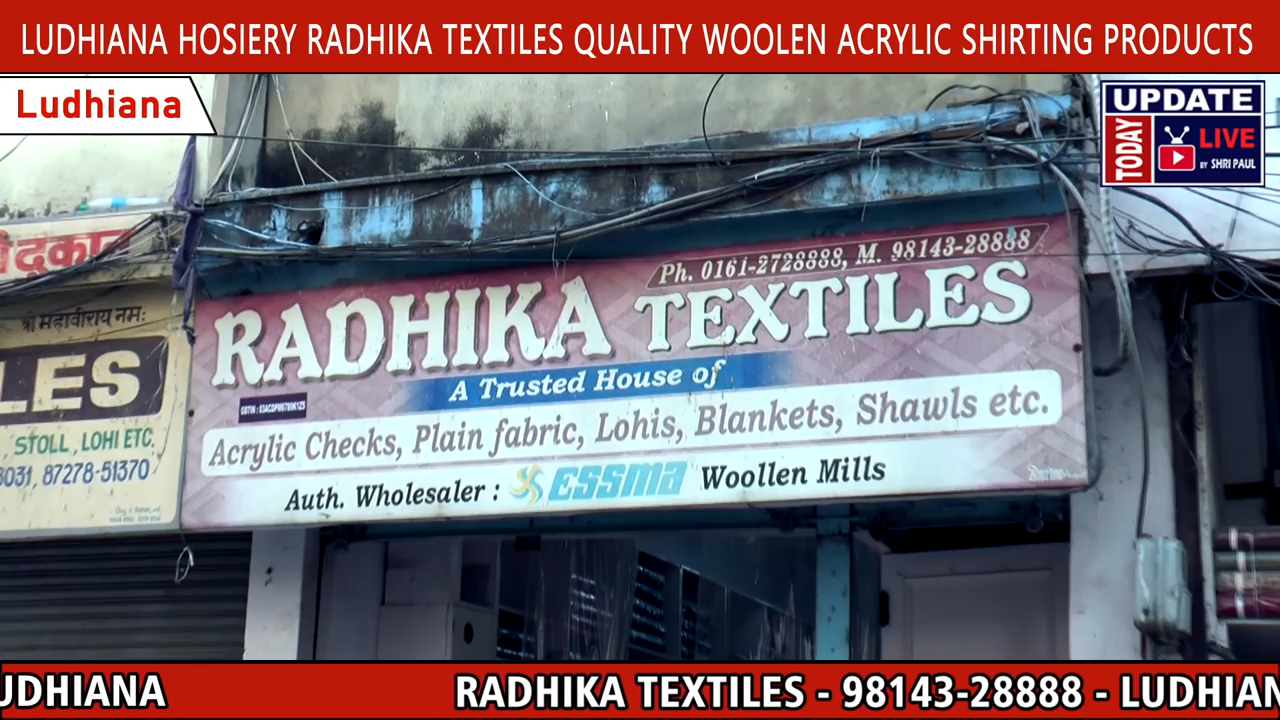 LUDHIANA HOSIERY RADHIKA TEXTILES QUALITY WOOLEN ACRYLIC SHIRTING PRODUCTS
Ludhiana
UPDATE
TODAY
LIVE
BY SHRI PAUL
दुकान
श्री महावीराय नमः
LES
STOLL, LOHI ETC.
8031, 87278-51370
Ph. 0161-2728888, M. 98143-28888
RADHIKA TEXTILES
A Trusted House of
Acrylic Checks, Plain fabric, Lohis, Blankets, Shawls etc.
Auth. Wholesaler : ESSMA Woollen Mills
UDHIANA RADHIKA TEXTILES - 98143-28888 - LUDHIAN